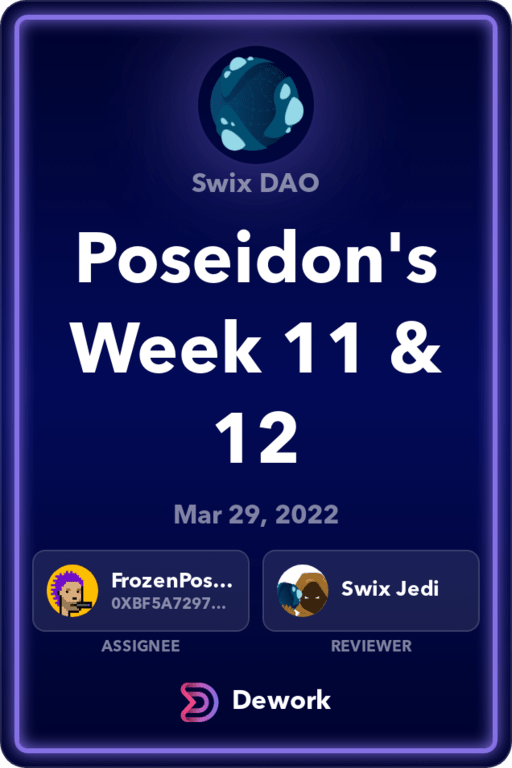 Swix DAO
Poseidon's
Week 11 &
12
Mar 29, 2022
FrozenPos...
0XBF5A7297...
Swix Jedi
ASSIGNEE
REVIEWER
Dework